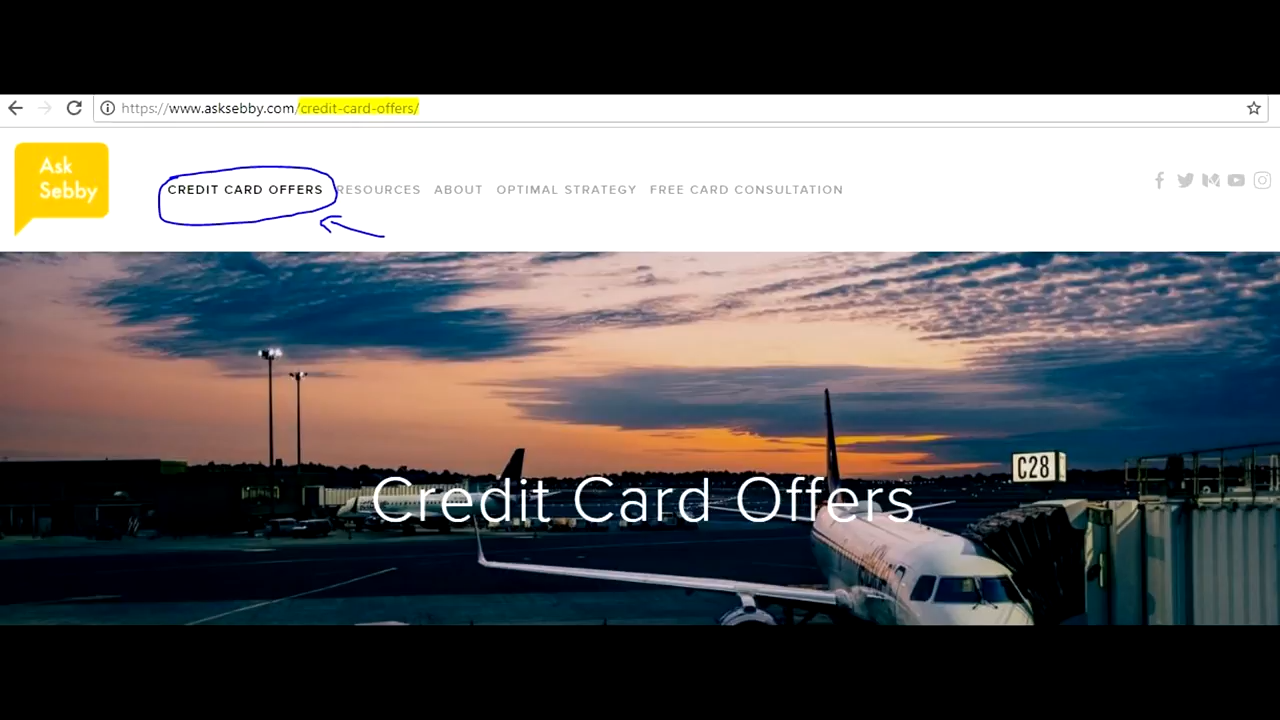 https://www.asksebby.com/credit-card-offers/
Ask
Sebby
CREDIT CARD OFFERS RESOURCES ABOUT OPTIMAL STRATEGY FREE CARD CONSULTATION
C28
Credit Card Offers